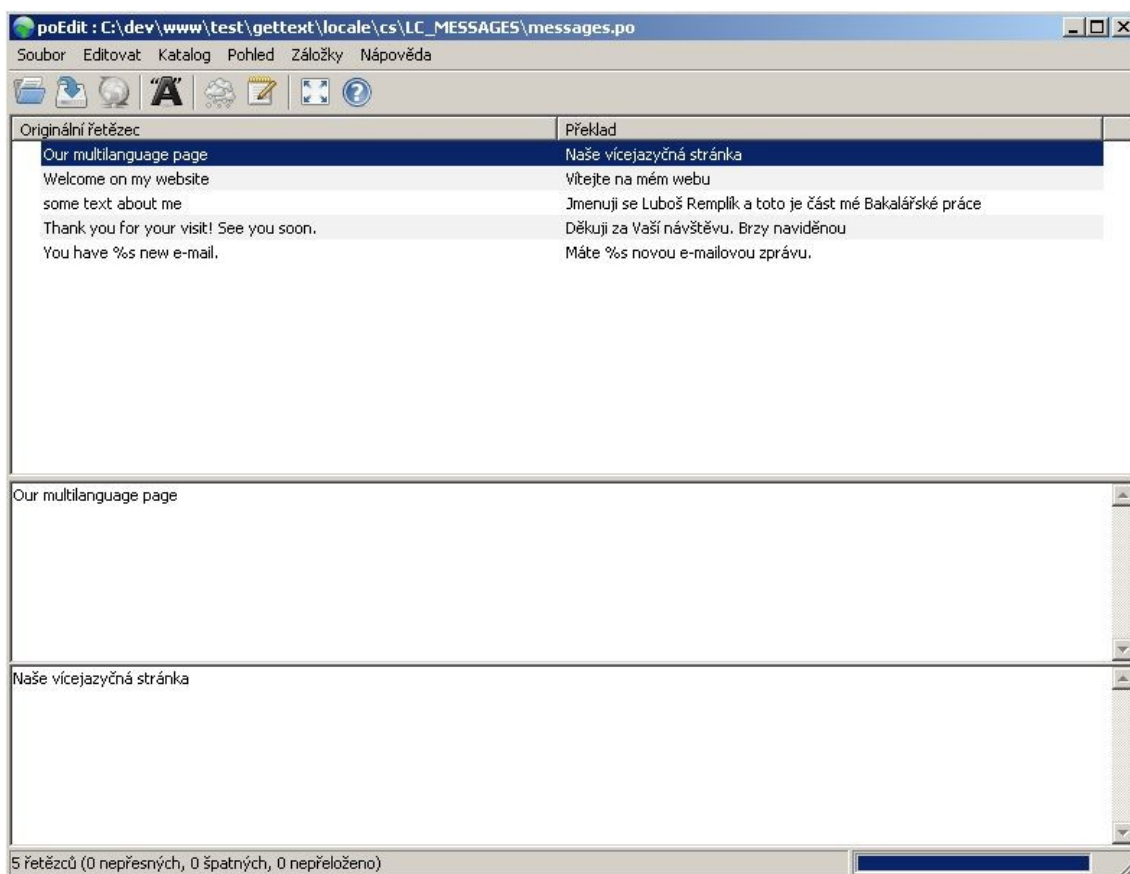 poEdit : C:\dev\www\test\gettext\locale\cs\LC_MESSAGES\messages.po
Soubor Editovat Katalog Pohled Záložky Nápověda
Originální řetězec Překlad
Our multilanguage page Naše vícejazyčná stránka
Welcome on my website Vítejte na mém webu
some text about me Jmenuji se Luboš Remplík a toto je část mé Bakalářské práce
Thank you for your visit! See you soon. Děkuji za Vaší návštěvu. Brzy naviděnou
You have %s new e-mail. Máte %s novou e-mailovou zprávu.
Our multilanguage page
Naše vícejazyčná stránka
5 řetězců (0 nepřesných, 0 špatných, 0 nepřeloženo)